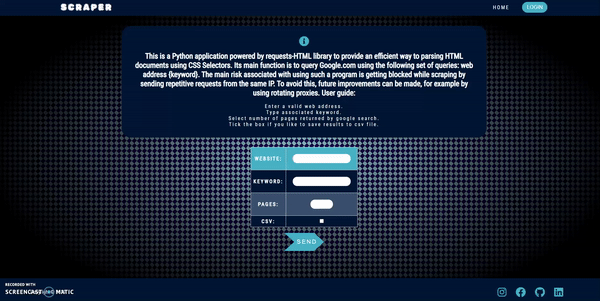 SCRAPER
HOME
LOGIN
This is a Python application powered by requests-HTML library to provide an efficient way to parsing HTML
documents using CSS Selectors. Its main function is to query Google.com using the following set of queries: web
address {keyword}. The main risk associated with using such a program is getting blocked while scraping by
sending repetitive requests from the same IP. To avoid this, future improvements can be made, for example by
using rotating proxies. User guide:
Enter a valid web address.
Type associated keyword.
Select number of pages returned by google search.
Tick the box if you like to save results to csv file.
WEBSITE:
KEYWORD:
PAGES:
CSV:
SEND
RECORDED WITH
SCREENCAST-O-MATIC